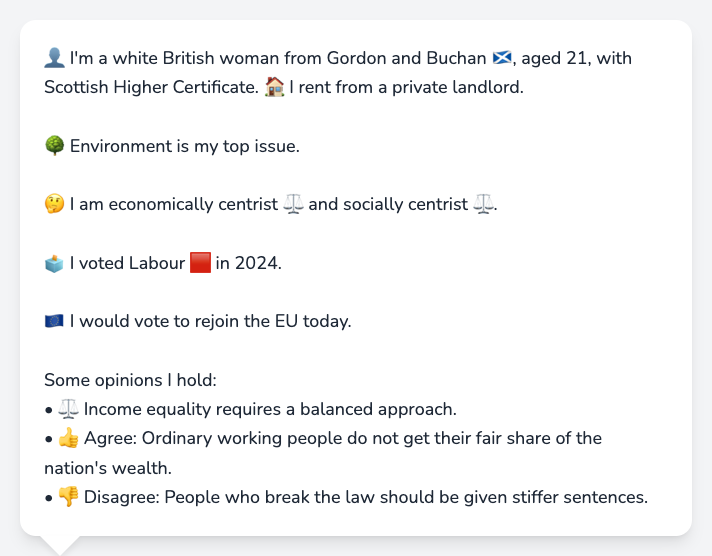 👤 I'm a white British woman from Gordon and Buchan 🏴󠁧󠁢󠁳󠁣󠁴󠁿, aged 21, with
Scottish Higher Certificate. 🏠 I rent from a private landlord.
🌳 Environment is my top issue.
🤔 I am economically centrist ⚖️ and socially centrist ⚖️.
🗳️ I voted Labour 🟥 in 2024.
🇪🇺 I would vote to rejoin the EU today.
Some opinions I hold:
• ⚖️ Income equality requires a balanced approach.
• 👍 Agree: Ordinary working people do not get their fair share of the
nation's wealth.
• 👎 Disagree: People who break the law should be given stiffer sentences.